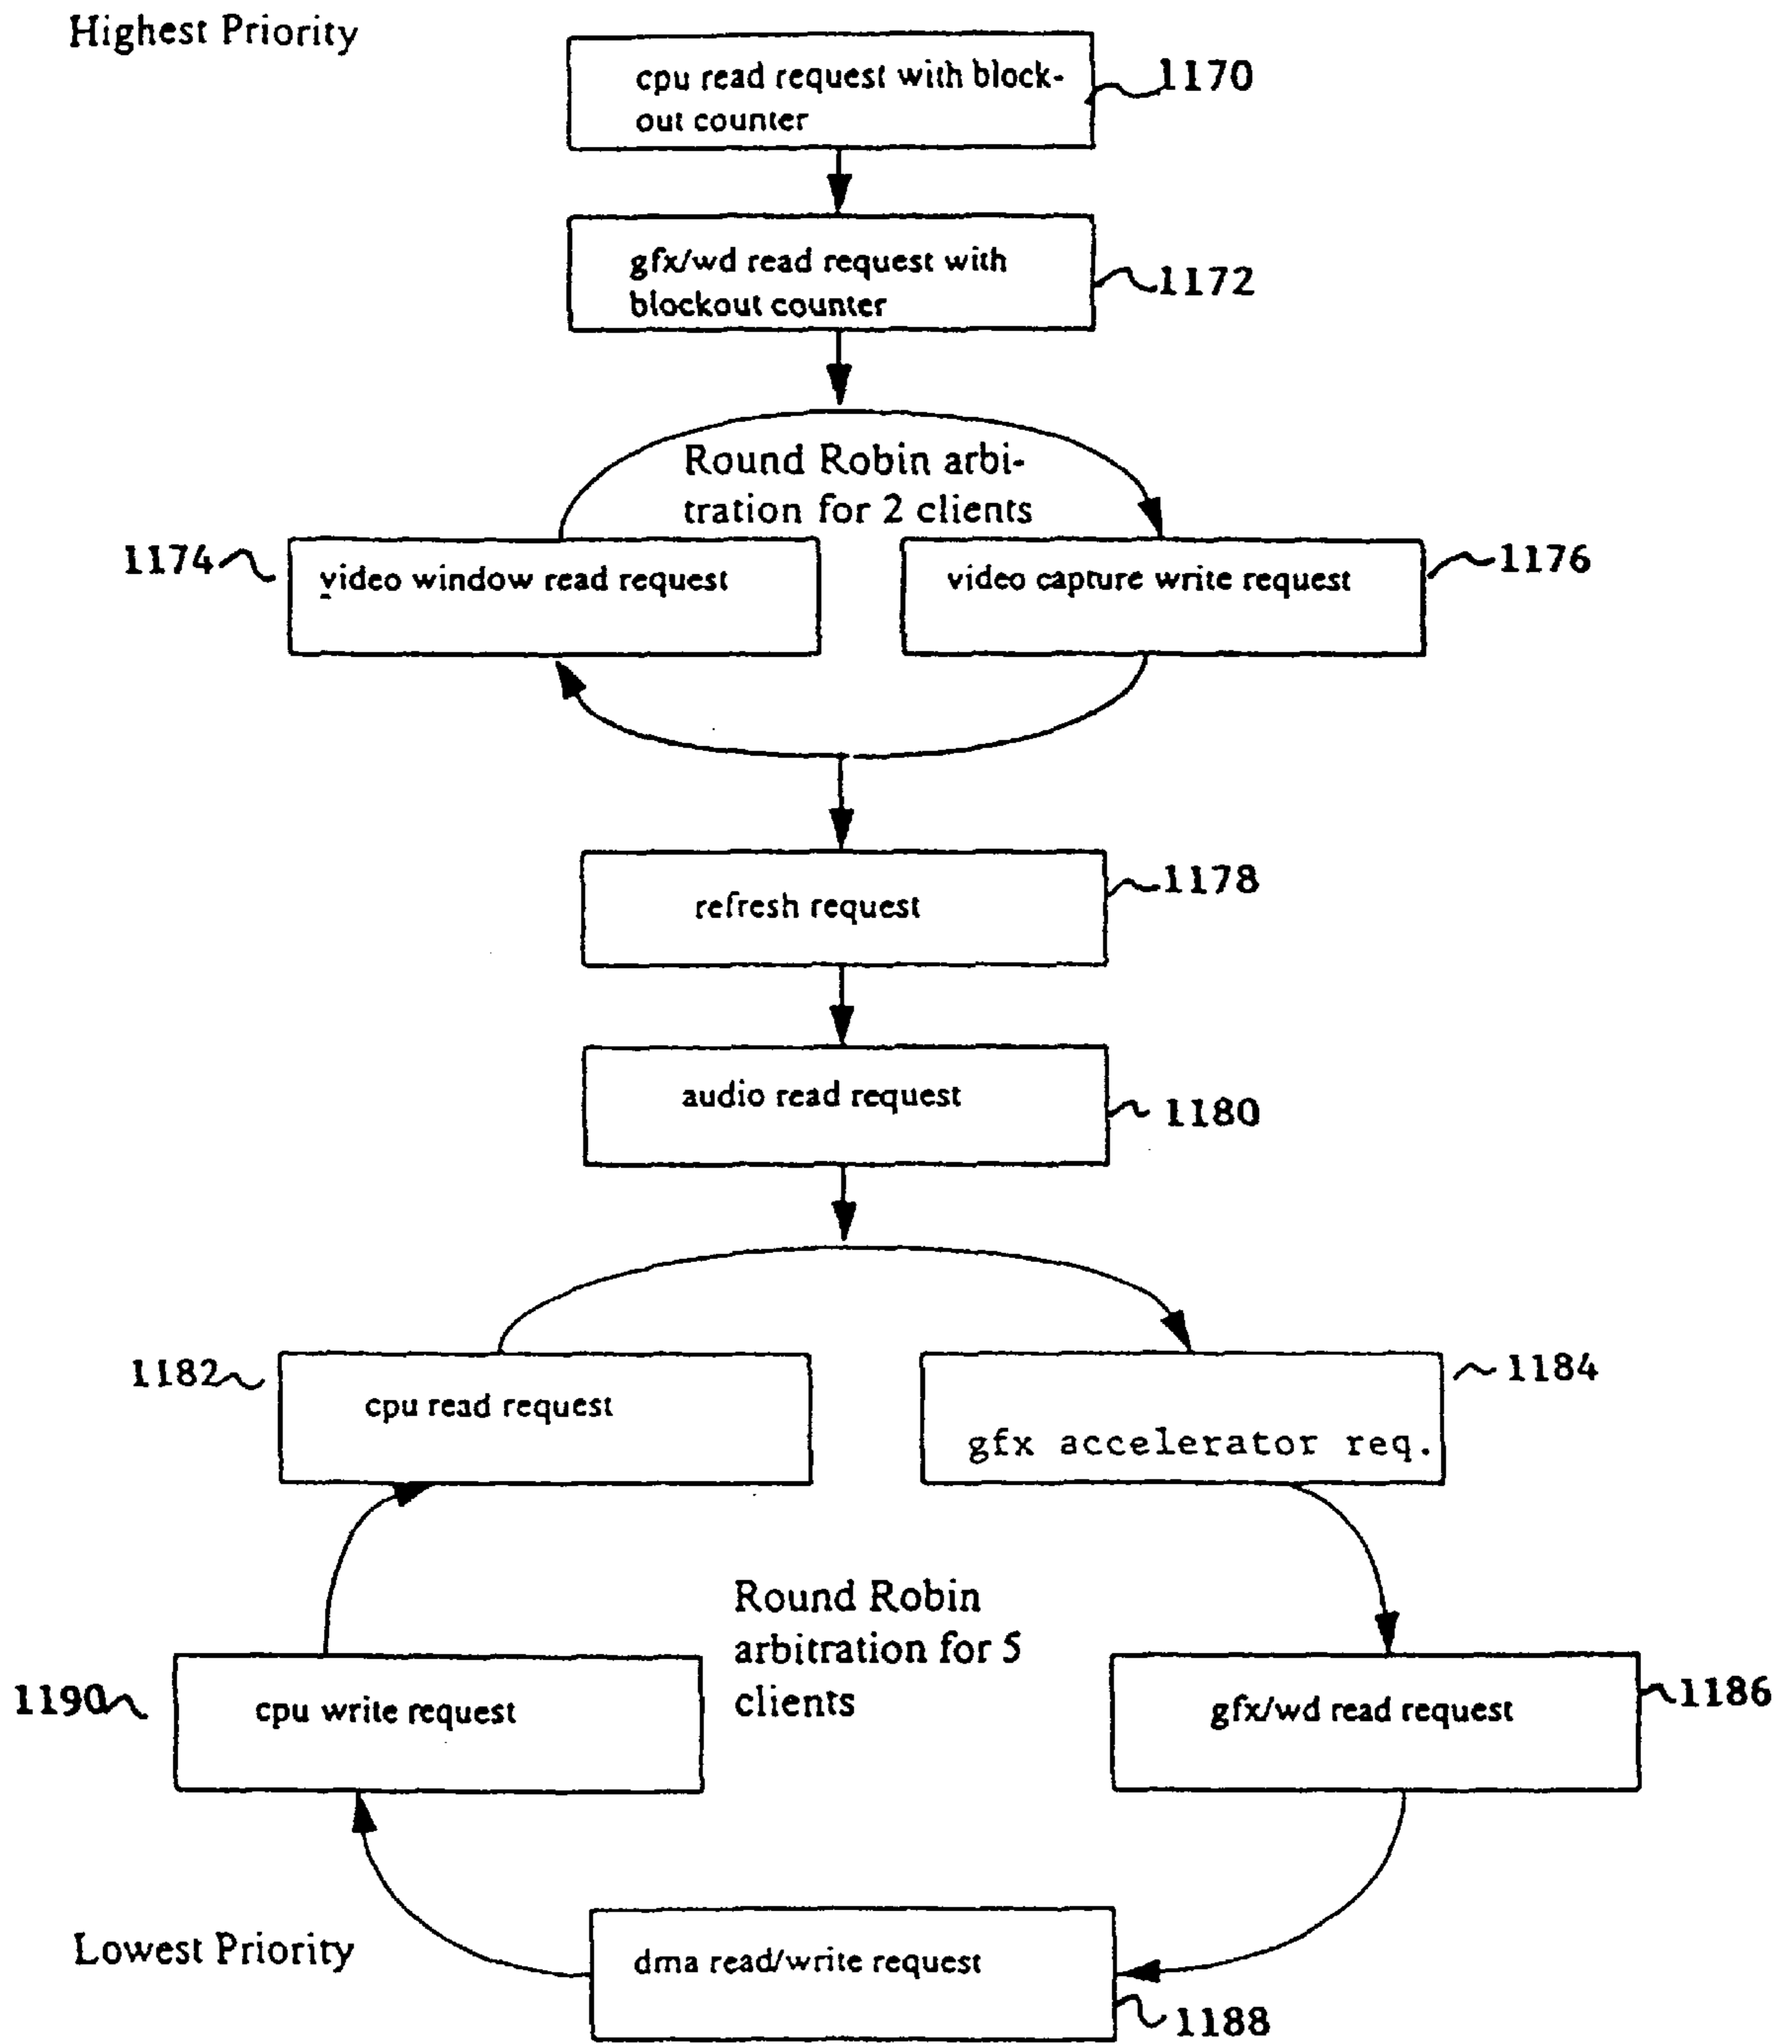 Highest Priority
cpu read request with block-
out counter
1170
gfx/wd read request with
blockout counter
1172
Round Robin arbi-
tration for 2 clients
1174
video window read request
video capture write request
1176
refresh request
1178
audio read request
1180
1182
cpu read request
gfx accelerator req.
1184
Round Robin
arbitration for 5
clients
1190
cpu write request
gfx/wd read request
1186
Lowest Priority
dma read/write request
1188